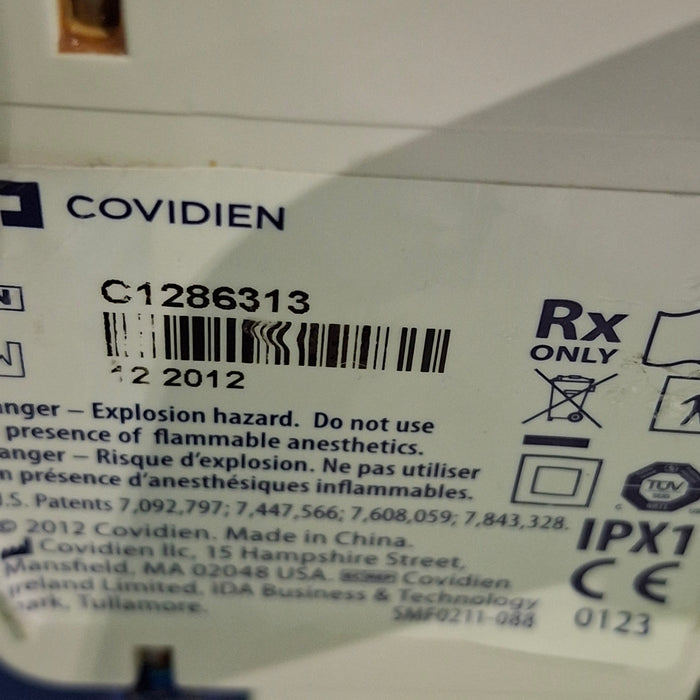 COVIDIEN
C1286313
12 2012
Rx
ONLY
anger – Explosion hazard. Do not use
presence of flammable anesthetics.
anger – Risque d'explosion. Ne pas utiliser
n présence d'anesthésiques inflammables.
.S. Patents 7,092,797; 7,447,566; 7,608,059; 7,843,328.
© 2012 Covidien. Made in China.
Covidien llc, 15 Hampshire Street,
Mansfield, MA 02048 USA. Covidien
reland Limited, IDA Business & Technology
ark, Tullamore.
SMF0211-088
TÜV
IPX1
CE
0123